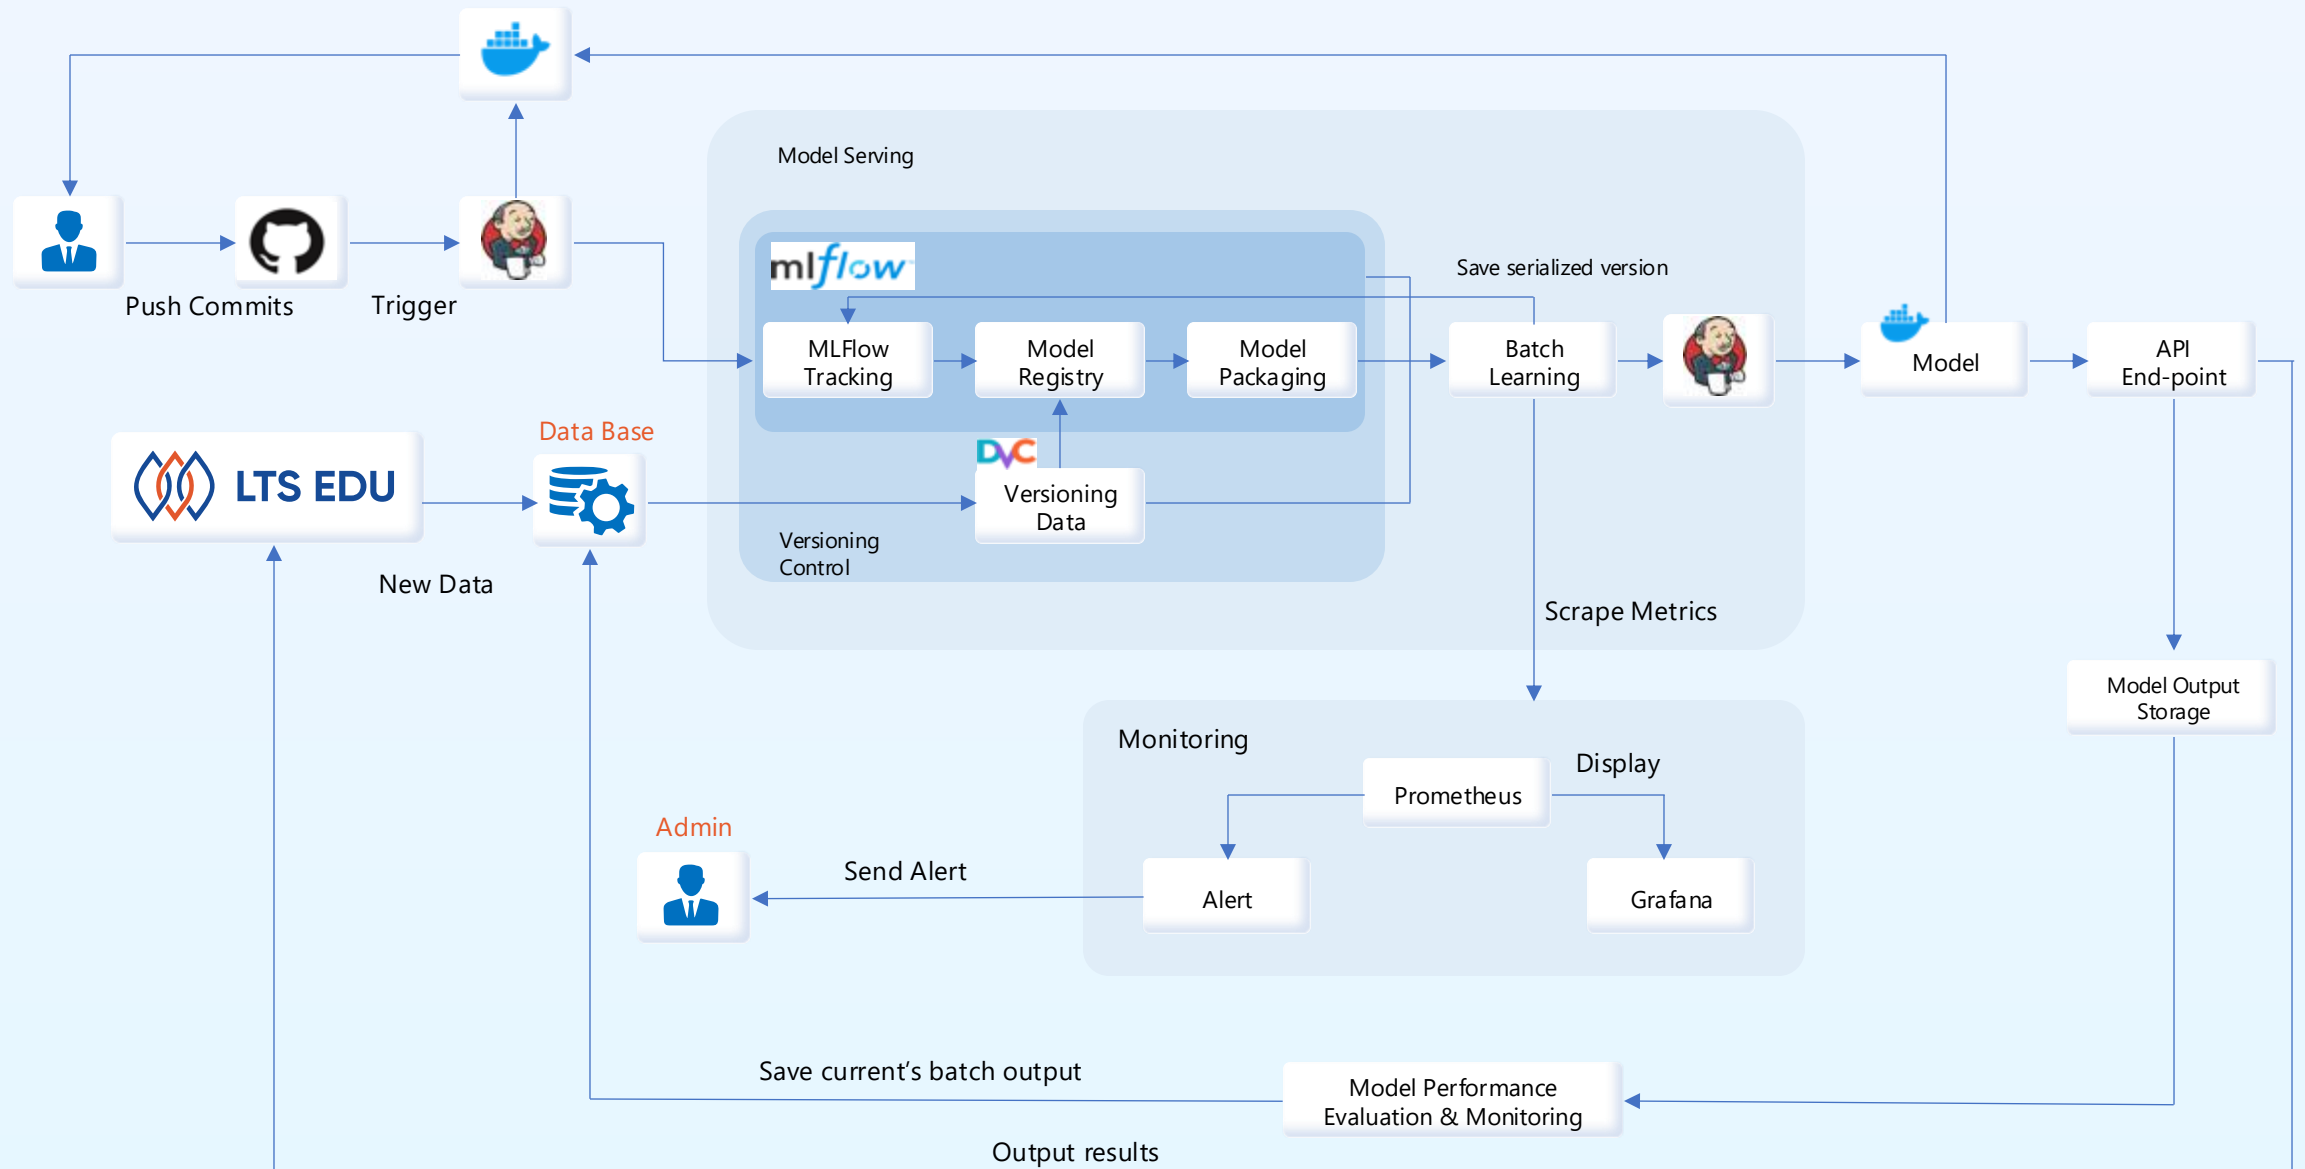 Model Serving
mlflow
Save serialized version
Push Commits
Trigger
MLFlow
Tracking
Model
Registry
Model
Packaging
Batch
Learning
Model
API
End-point
Data Base
LTS EDU
DVC
Versioning
Data
Versioning
Control
New Data
Scrape Metrics
Model Output
Storage
Monitoring
Prometheus
Display
Admin
Send Alert
Alert
Grafana
Save current’s batch output
Model Performance
Evaluation & Monitoring
Output results